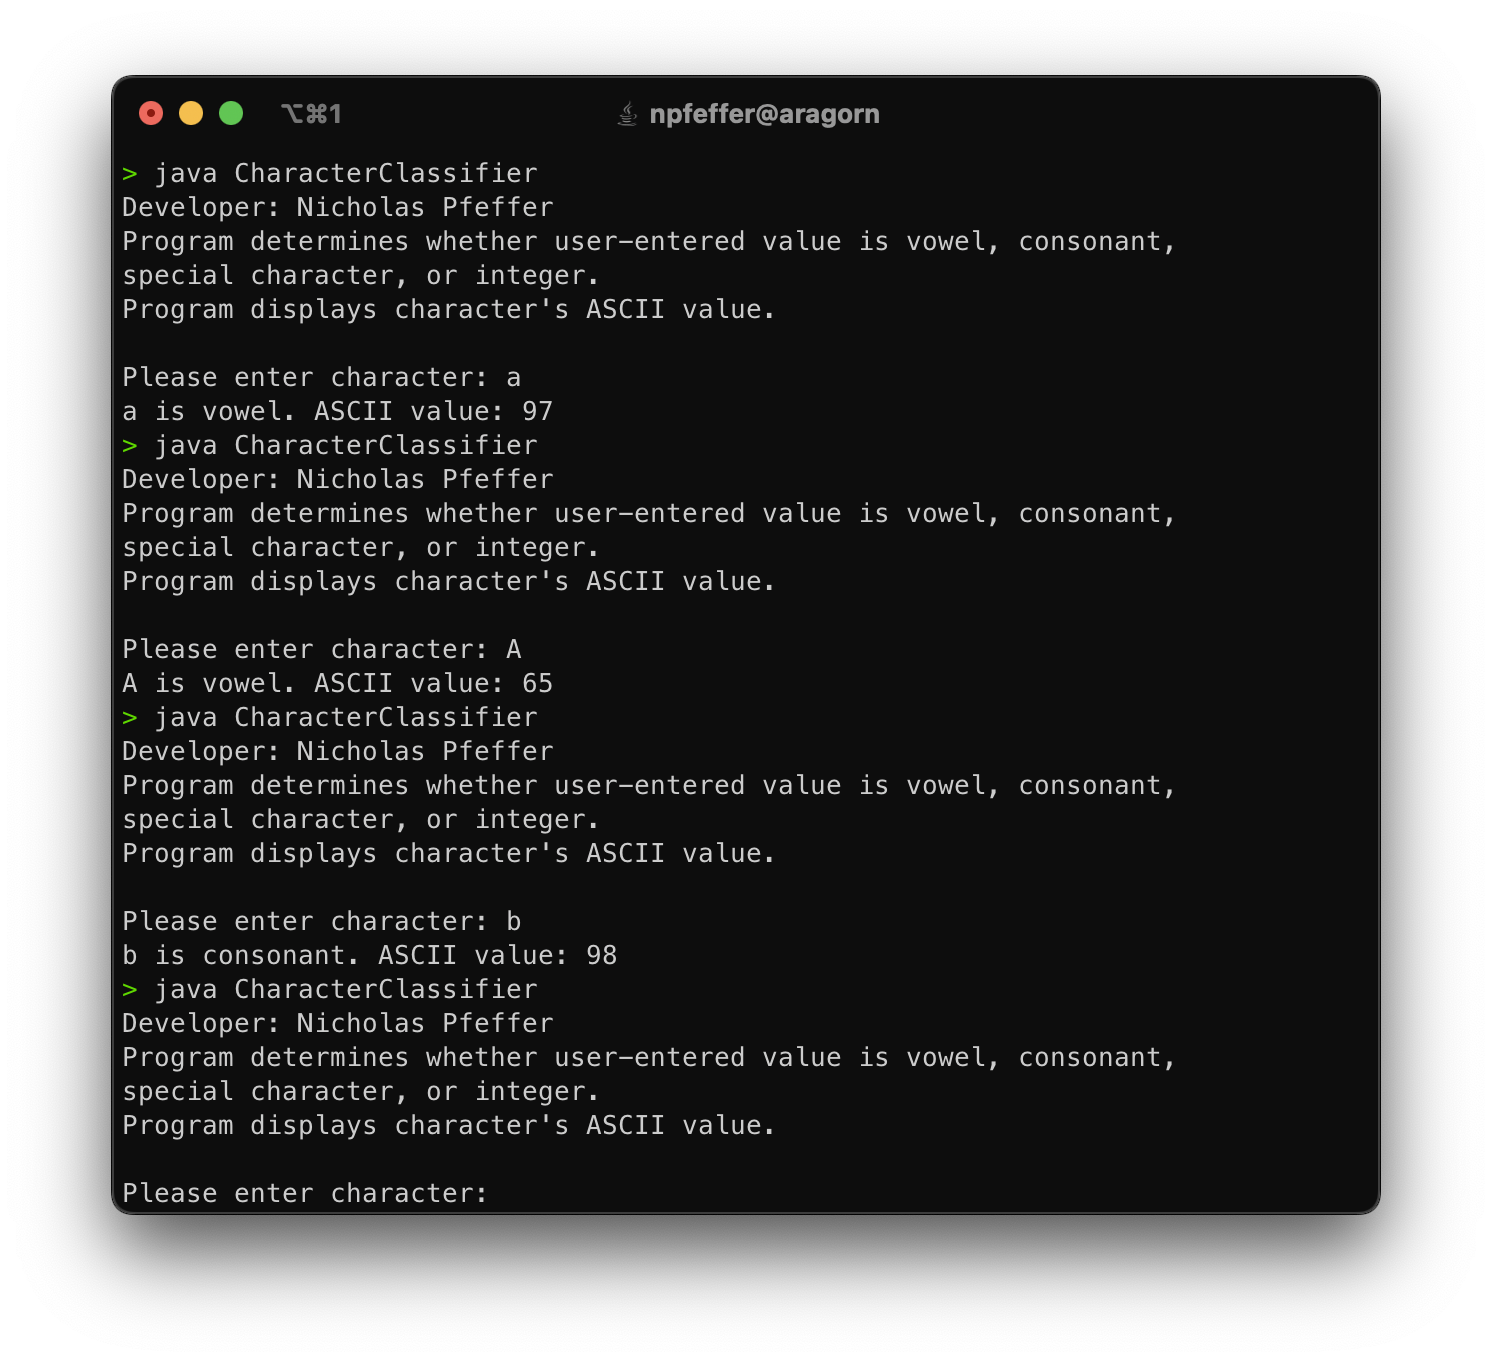 ⌥⌘1 npfeffer@aragorn
> java CharacterClassifier
Developer: Nicholas Pfeffer
Program determines whether user-entered value is vowel, consonant,
special character, or integer.
Program displays character's ASCII value.
Please enter character: a
a is vowel. ASCII value: 97
> java CharacterClassifier
Developer: Nicholas Pfeffer
Program determines whether user-entered value is vowel, consonant,
special character, or integer.
Program displays character's ASCII value.
Please enter character: A
A is vowel. ASCII value: 65
> java CharacterClassifier
Developer: Nicholas Pfeffer
Program determines whether user-entered value is vowel, consonant,
special character, or integer.
Program displays character's ASCII value.
Please enter character: b
b is consonant. ASCII value: 98
> java CharacterClassifier
Developer: Nicholas Pfeffer
Program determines whether user-entered value is vowel, consonant,
special character, or integer.
Program displays character's ASCII value.
Please enter character: